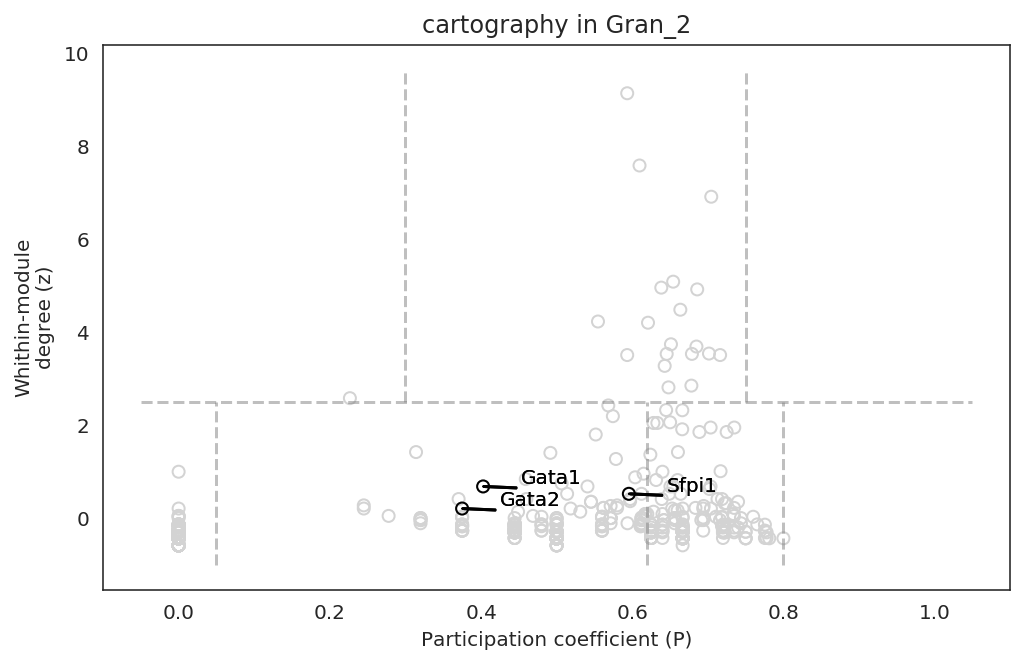 cartography in Gran_2
10
8
6
4
2
0
Whithin-module
degree (z)
Gata1
Gata2
Sfpi1
0.0
0.2
0.4
0.6
0.8
1.0
Participation coefficient (P)